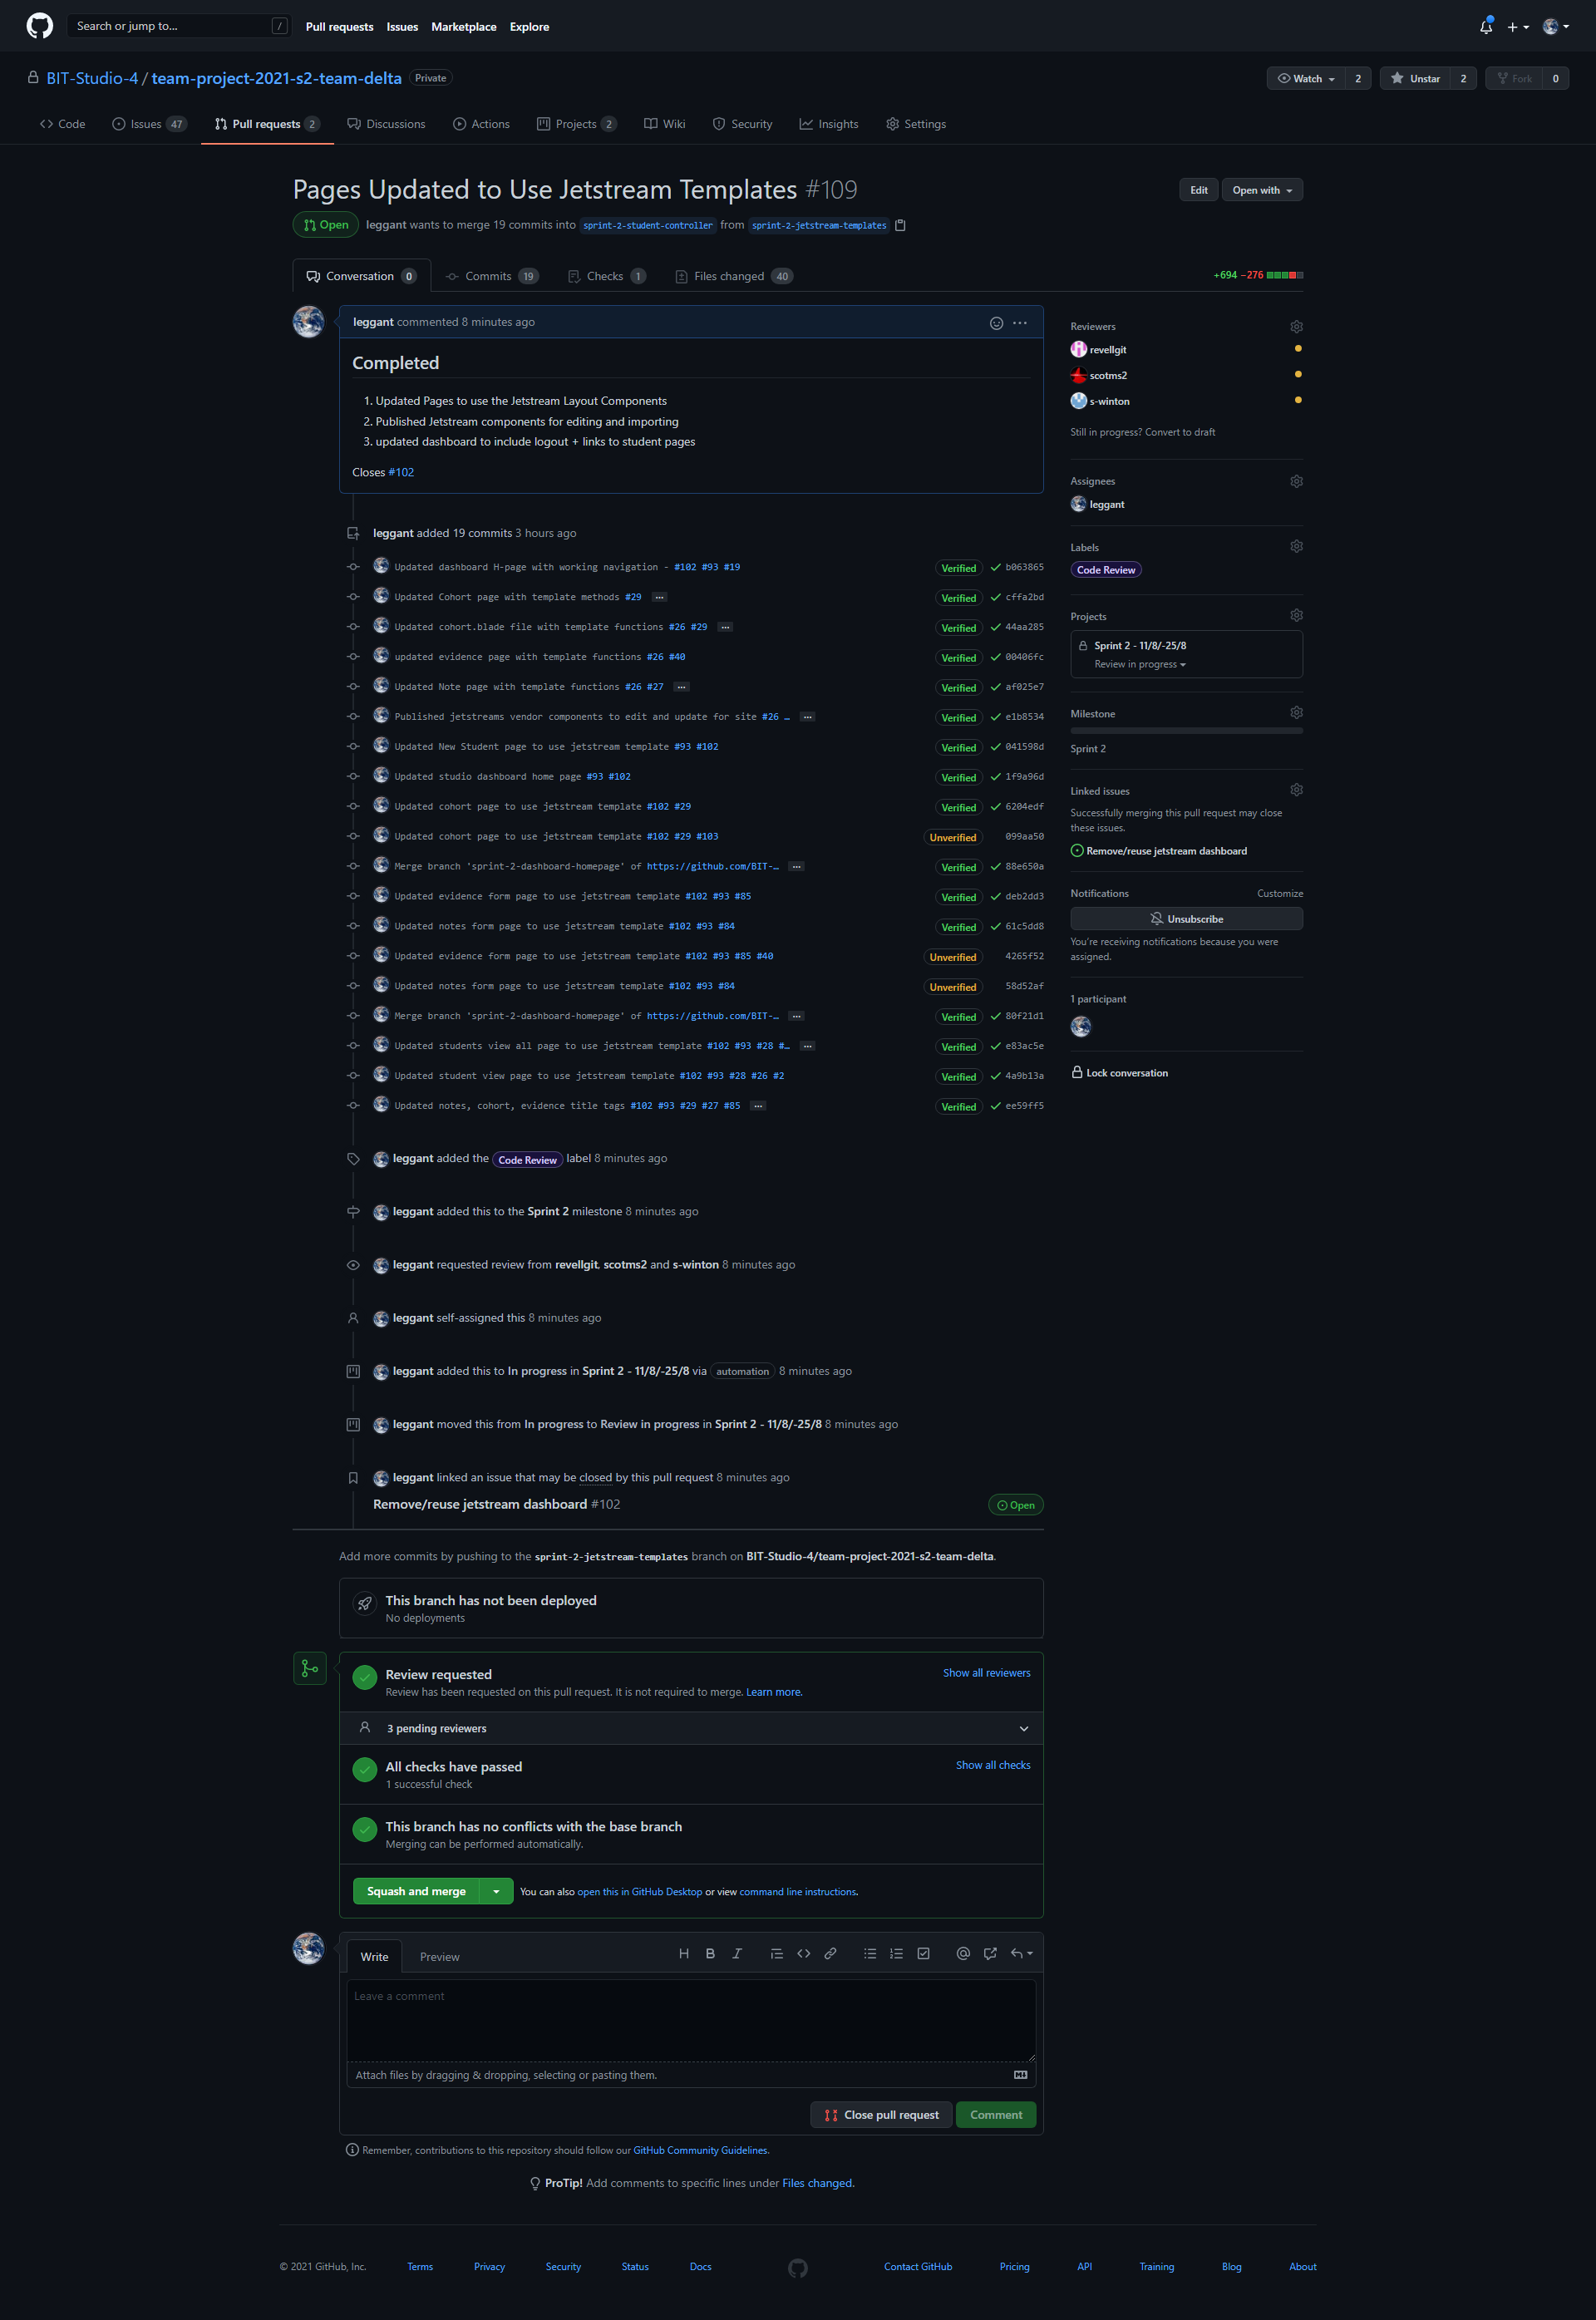 Search or jump to... /
Pull requests Issues Marketplace Explore
BIT-Studio-4 / team-project-2021-s2-team-delta Private
Watch 2 Unstar 2 Fork 0
Code Issues 47 Pull requests 2 Discussions Actions Projects 2 Wiki Security Insights Settings
Pages Updated to Use Jetstream Templates #109
Edit Open with
Open leggant wants to merge 19 commits into sprint-2-student-controller from sprint-2-jetstream-templates
Conversation 0 Commits 19 Checks 1 Files changed 40
+694 −276
leggant commented 8 minutes ago
Completed
1. Updated Pages to use the Jetstream Layout Components
2. Published Jetstream components for editing and importing
3. updated dashboard to include logout + links to student pages
Closes #102
leggant added 19 commits 3 hours ago
Updated dashboard H-page with working navigation - #102 #93 #19 Verified b063865
Updated Cohort page with template methods #29 … Verified cffa2bd
Updated cohort.blade file with template functions #26 #29 … Verified 44aa285
updated evidence page with template functions #26 #40 Verified 00406fc
Updated Note page with template functions #26 #27 … Verified af025e7
Published jetstreams vendor components to edit and update for site #26 … … Verified e1b8534
Updated New Student page to use jetstream template #93 #102 Verified 041598d
Updated studio dashboard home page #93 #102 Verified 1f9a96d
Updated cohort page to use jetstream template #102 #29 Verified 6204edf
Updated cohort page to use jetstream template #102 #29 #103 Unverified 099aa50
Merge branch 'sprint-2-dashboard-homepage' of https://github.com/BIT-… … Verified 88e650a
Updated evidence form page to use jetstream template #102 #93 #85 Verified deb2dd3
Updated notes form page to use jetstream template #102 #93 #84 Verified 61c5dd8
Updated evidence form page to use jetstream template #102 #93 #85 #40 Unverified 4265f52
Updated notes form page to use jetstream template #102 #93 #84 Unverified 58d52af
Merge branch 'sprint-2-dashboard-homepage' of https://github.com/BIT-… … Verified 80f21d1
Updated students view all page to use jetstream template #102 #93 #28 #… … Verified e83ac5e
Updated student view page to use jetstream template #102 #93 #28 #26 #2 Verified 4a9b13a
Updated notes, cohort, evidence title tags #102 #93 #29 #27 #85 … Verified ee59ff5
leggant added the Code Review label 8 minutes ago
leggant added this to the Sprint 2 milestone 8 minutes ago
leggant requested review from revellgit, scotms2 and s-winton 8 minutes ago
leggant self-assigned this 8 minutes ago
leggant added this to In progress in Sprint 2 - 11/8/-25/8 via automation 8 minutes ago
leggant moved this from In progress to Review in progress in Sprint 2 - 11/8/-25/8 8 minutes ago
leggant linked an issue that may be closed by this pull request 8 minutes ago
Remove/reuse jetstream dashboard #102 Open
Add more commits by pushing to the sprint-2-jetstream-templates branch on BIT-Studio-4/team-project-2021-s2-team-delta.
This branch has not been deployed
No deployments
Review requested Show all reviewers
Review has been requested on this pull request. It is not required to merge. Learn more.
3 pending reviewers
All checks have passed Show all checks
1 successful check
This branch has no conflicts with the base branch
Merging can be performed automatically.
Squash and merge You can also open this in GitHub Desktop or view command line instructions.
Write Preview
Leave a comment
Attach files by dragging & dropping, selecting or pasting them.
Close pull request Comment
Remember, contributions to this repository should follow our GitHub Community Guidelines.
ProTip! Add comments to specific lines under Files changed.
Reviewers
revellgit
scotms2
s-winton
Still in progress? Convert to draft
Assignees
leggant
Labels
Code Review
Projects
Sprint 2 - 11/8/-25/8
Review in progress
Milestone
Sprint 2
Linked issues
Successfully merging this pull request may close
these issues.
Remove/reuse jetstream dashboard
Notifications Customize
Unsubscribe
You're receiving notifications because you were
assigned.
1 participant
Lock conversation
© 2021 GitHub, Inc. Terms Privacy Security Status Docs Contact GitHub Pricing API Training Blog About